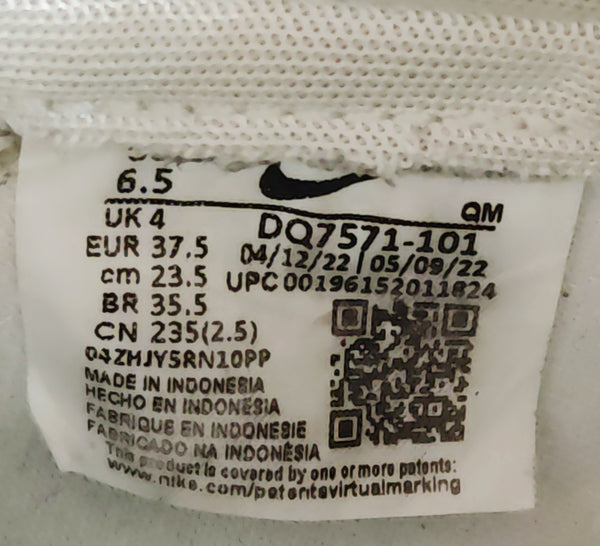 6.5
QM
UK 4
DQ7571-101
EUR 37.5
04/12/22 | 05/09/22
cm 23.5
UPC 00196152011824
BR 35.5
CN 235(2.5)
04ZHJY5RN10PP
MADE IN INDONESIA
HECHO EN INDONESIA
FABRIQUE EN INDONESIE
FABRICADO NA INDONÉSIA
This product is covered by one or more patents:
www.nike.com/patentsvirtualmarking